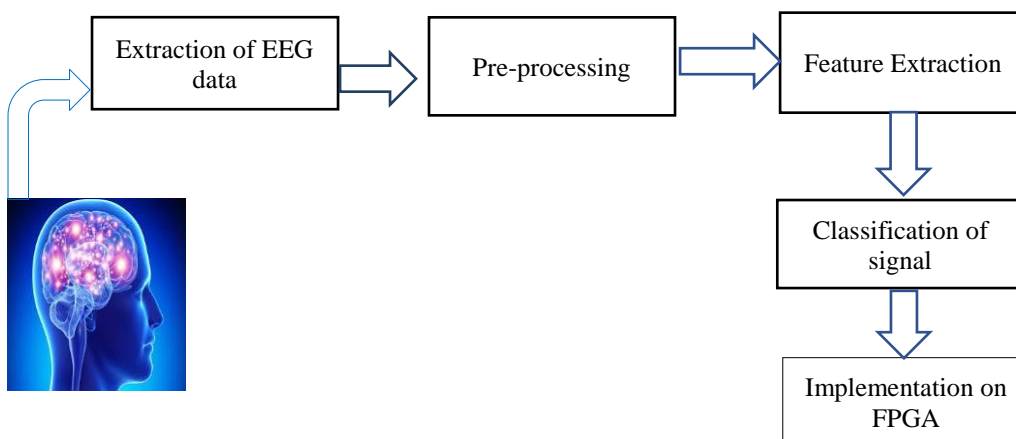 Extraction of EEG
data
Pre-processing
Feature Extraction
Classification of
signal
Implementation on
FPGA